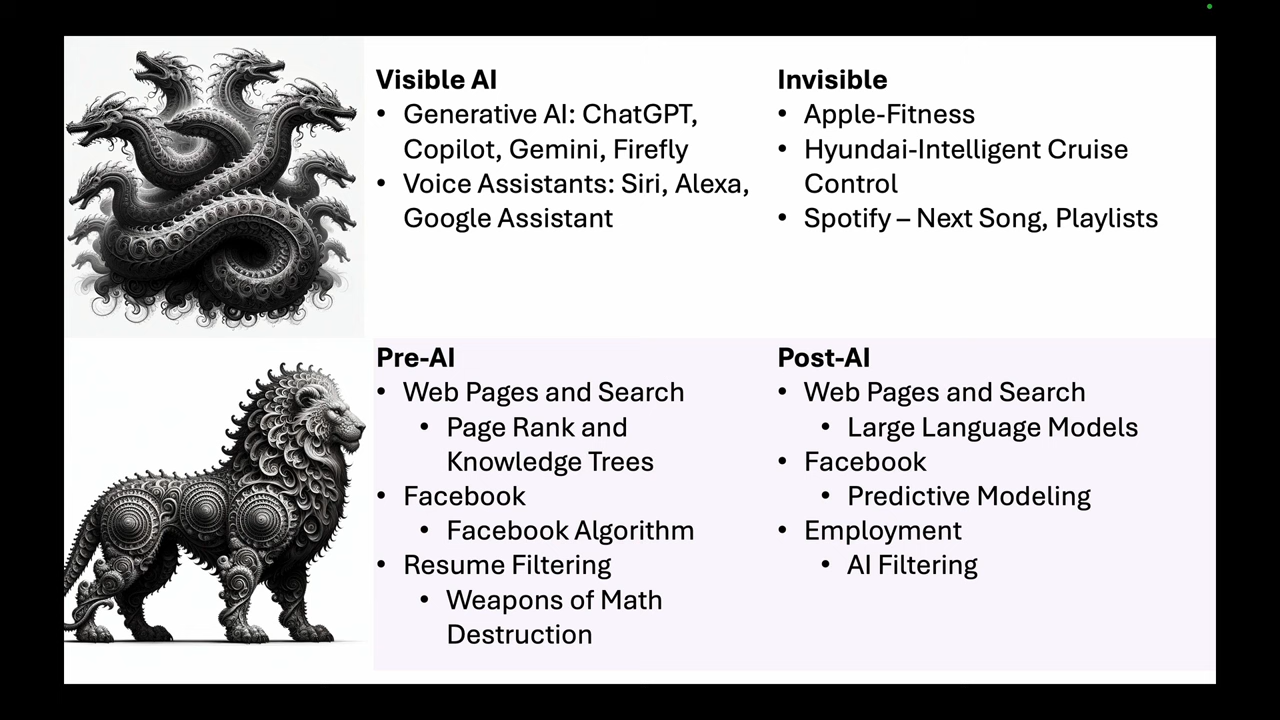 Visible AI
• Generative AI: ChatGPT,
Copilot, Gemini, Firefly
• Voice Assistants: Siri, Alexa,
Google Assistant
Invisible
• Apple-Fitness
• Hyundai-Intelligent Cruise
Control
• Spotify – Next Song, Playlists
Pre-AI
• Web Pages and Search
• Page Rank and
Knowledge Trees
• Facebook
• Facebook Algorithm
• Resume Filtering
• Weapons of Math
Destruction
Post-AI
• Web Pages and Search
• Large Language Models
• Facebook
• Predictive Modeling
• Employment
• AI Filtering